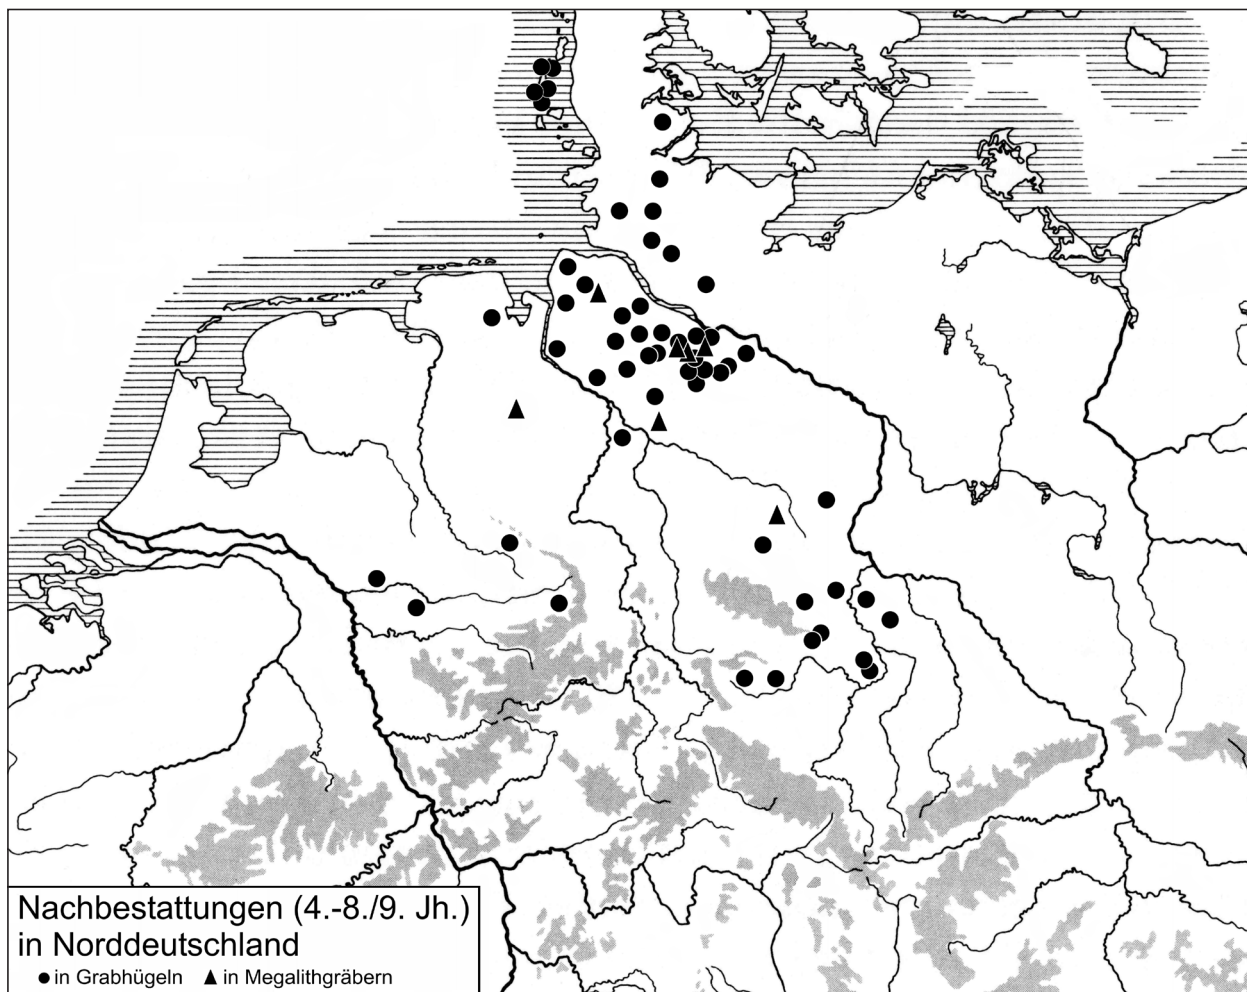 Nachbestattungen (4.-8./9. Jh.)
in Norddeutschland
in Grabhügeln in Megalithgräbern